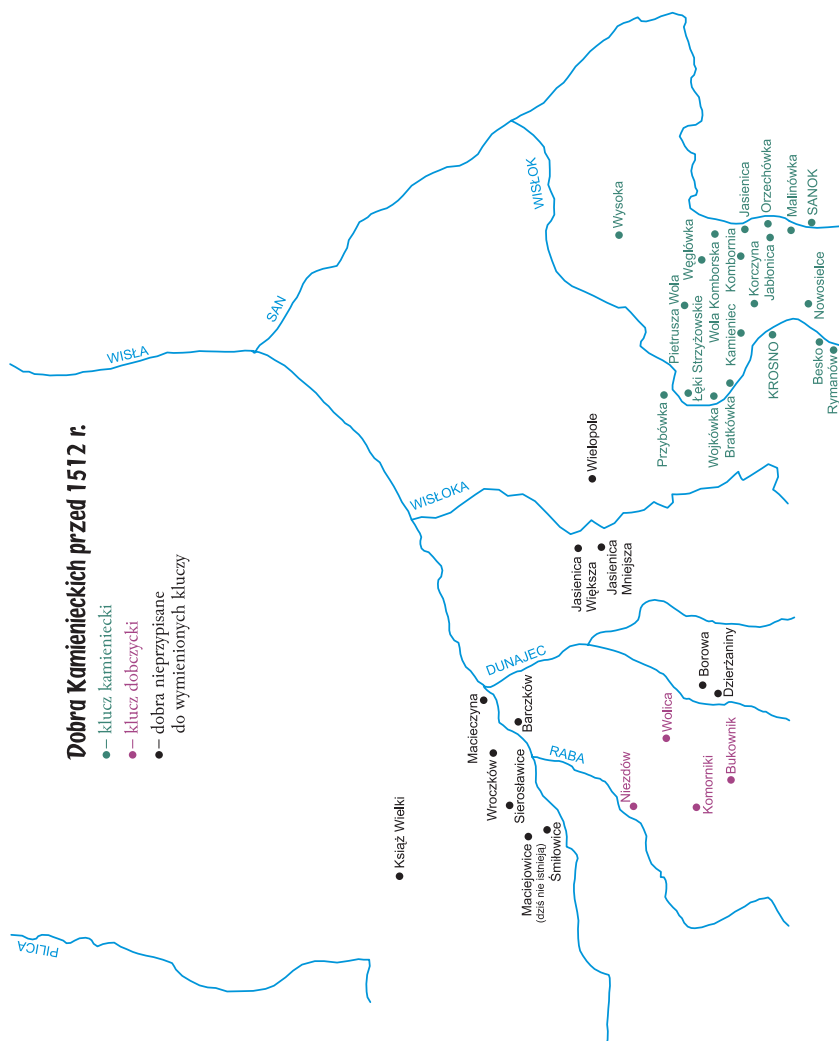 Dobra Kamienieckich przed 1512 r.
– klucz kamieniecki
– klucz dobczycki
– dobra nieprzypisane
do wymienionych kluczy
PILICA
WISŁA
SAN
WISŁOK
WISŁOKA
DUNAJEC
RABA
Książ Wielki
Macieczyna
Wroczków
Sierosławice
Barczków
Maciejowice
(dziś nie istnieją)
Śmiłowice
Niezdów
Wolica
Komorniki
Bukownik
Borowa
Dzierżaniny
Jasienica
Większa
Jasienica
Mniejsza
Wielopole
Wysoka
Przybówka
Pietrusza Wola
Łęki Strzyżowskie
Węglówka
Wojkówka
Bratkówka
Wola Komborska
Kamieniec
Kombornia
Korczyna
Jasienica
Jabłonica
Orzechówka
Malinówka
KROSNO
SANOK
Nowosielce
Besko
Rymanów